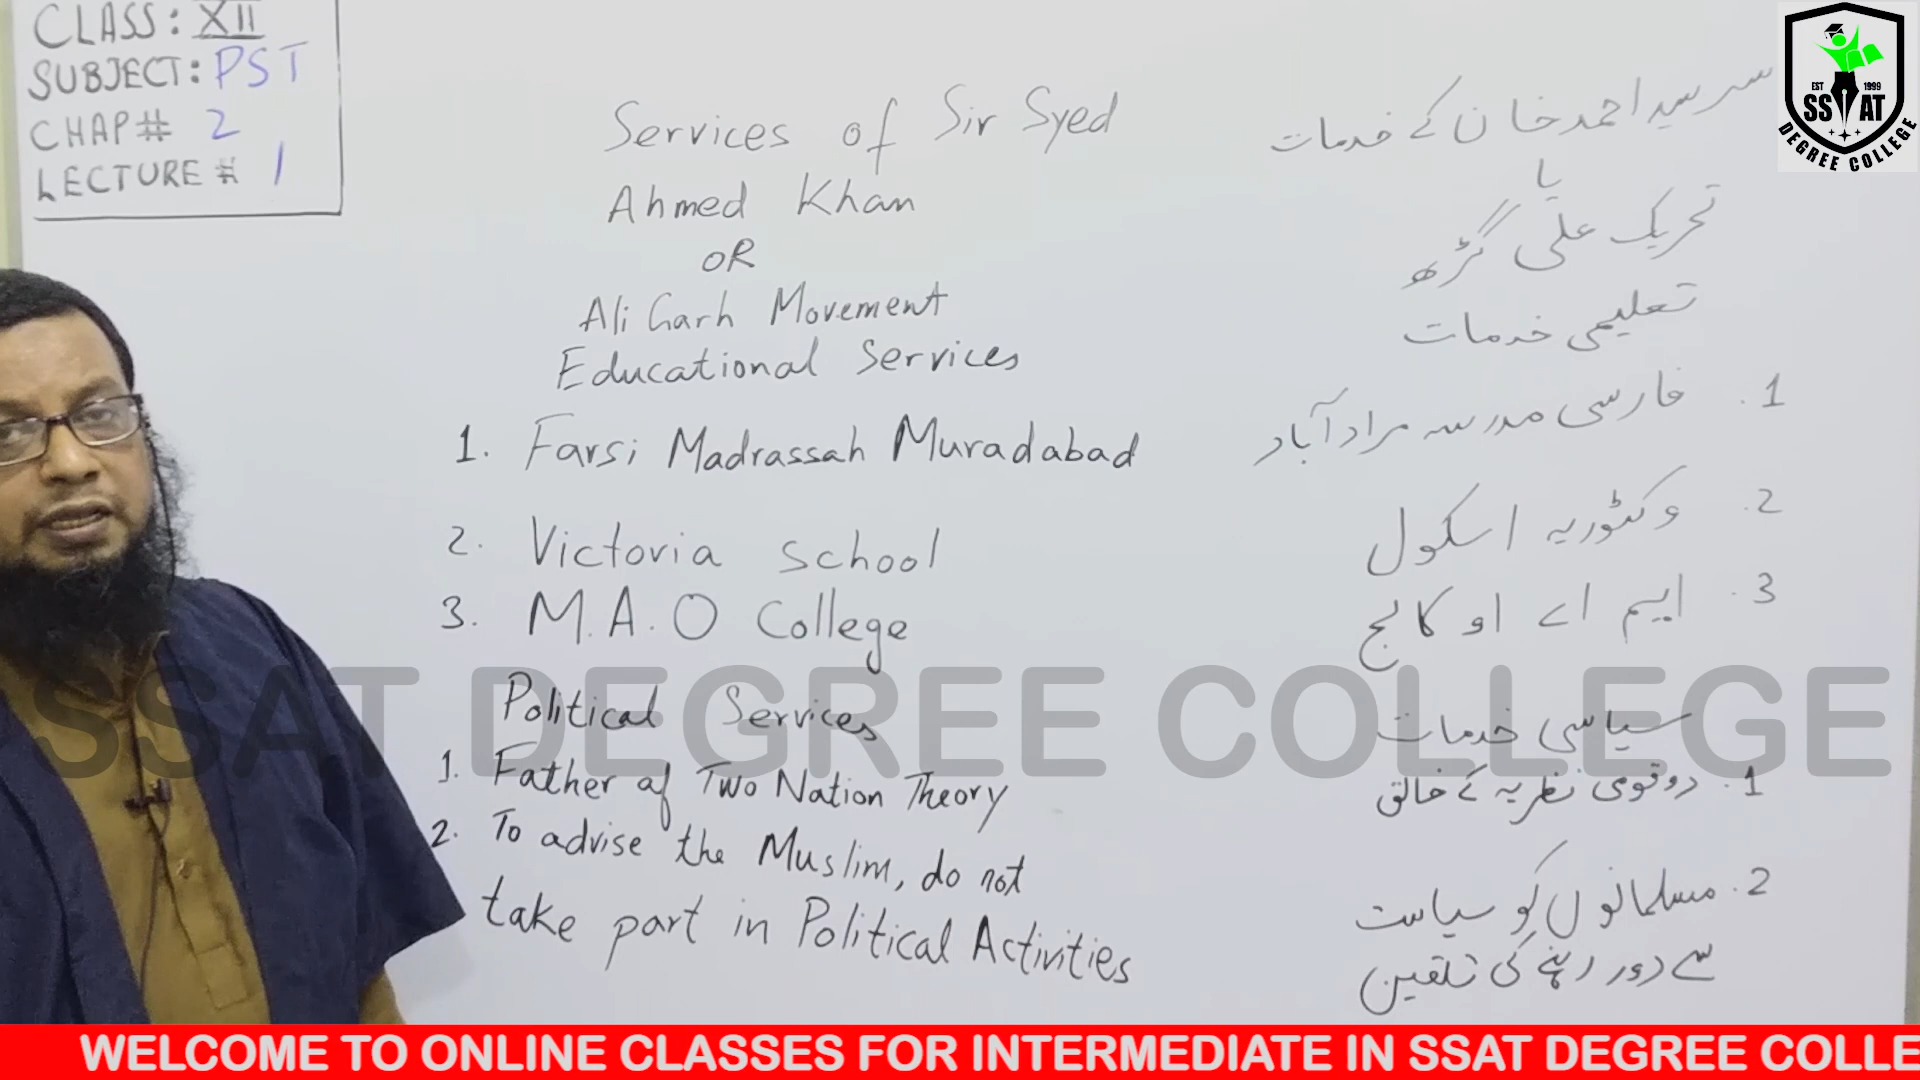 CLASS: XII
SUBJECT: PST
CHAP# 2
LECTURE # 1
Services of Sir Syed
Ahmed Khan
OR
Ali Garh Movement
Educational Services
1. Farsi Madrassah Muradabad
2. Victoria School
3. M.A.O College
Political Services
1. Father of Two Nation Theory
2. To advise the Muslim, do not
take part in Political Activities
سر سید احمد خان کے خدمات
یا
تحریک علی گڑھ
تعلیمی خدمات
1. فارسی مدرسہ مرادآباد
2. وکٹوریہ اسکول
3. ایم اے او کالج
سیاسی خدمات
1. دو قومی نظریہ کے خالق
2. مسلمانوں کو سیاست
سے دور رہنے کی تلقین
EST 1999
SSAT
DEGREE COLLEGE
SSAT DEGREE COLLEGE
WELCOME TO ONLINE CLASSES FOR INTERMEDIATE IN SSAT DEGREE COLLE